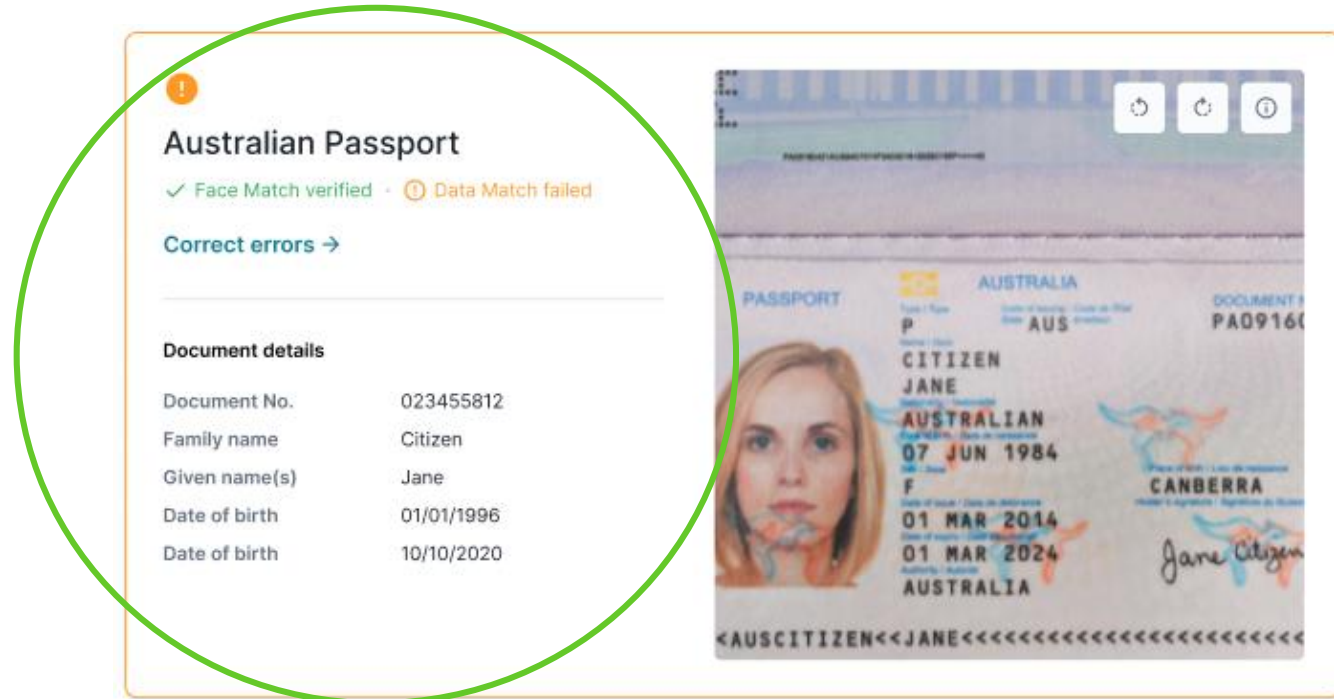 Australian Passport
Face Match verified · Data Match failed
Correct errors →
Document details
Document No. 023455812
Family name Citizen
Given name(s) Jane
Date of birth 01/01/1996
Date of birth 10/10/2020
AUSTRALIA
PASSPORT
DOCUMENT
P AUS PA09160
CITIZEN
JANE
AUSTRALIAN
07 JUN 1984
F CANBERRA
01 MAR 2014
01 MAR 2024
Jane Citizen
AUSTRALIA
<AUSCITIZEN<<JANE<<<<<<<<<<<<<<<<<<<<<<<<